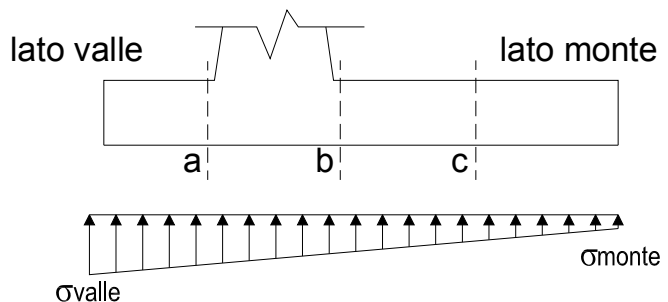 lato valle
lato monte
a
b
c
σvalle
σmonte